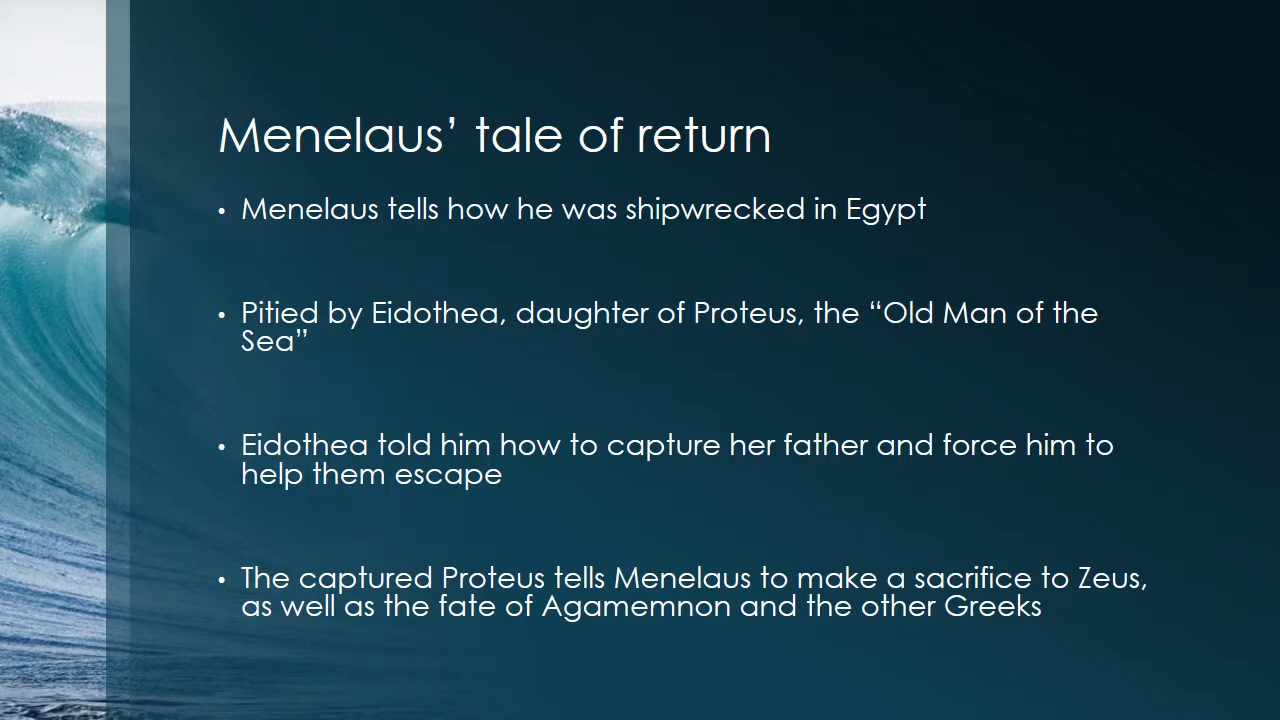 Menelaus’ tale of return
• Menelaus tells how he was shipwrecked in Egypt
• Pitied by Eidothea, daughter of Proteus, the “Old Man of the
Sea”
• Eidothea told him how to capture her father and force him to
help them escape
• The captured Proteus tells Menelaus to make a sacrifice to Zeus,
as well as the fate of Agamemnon and the other Greeks